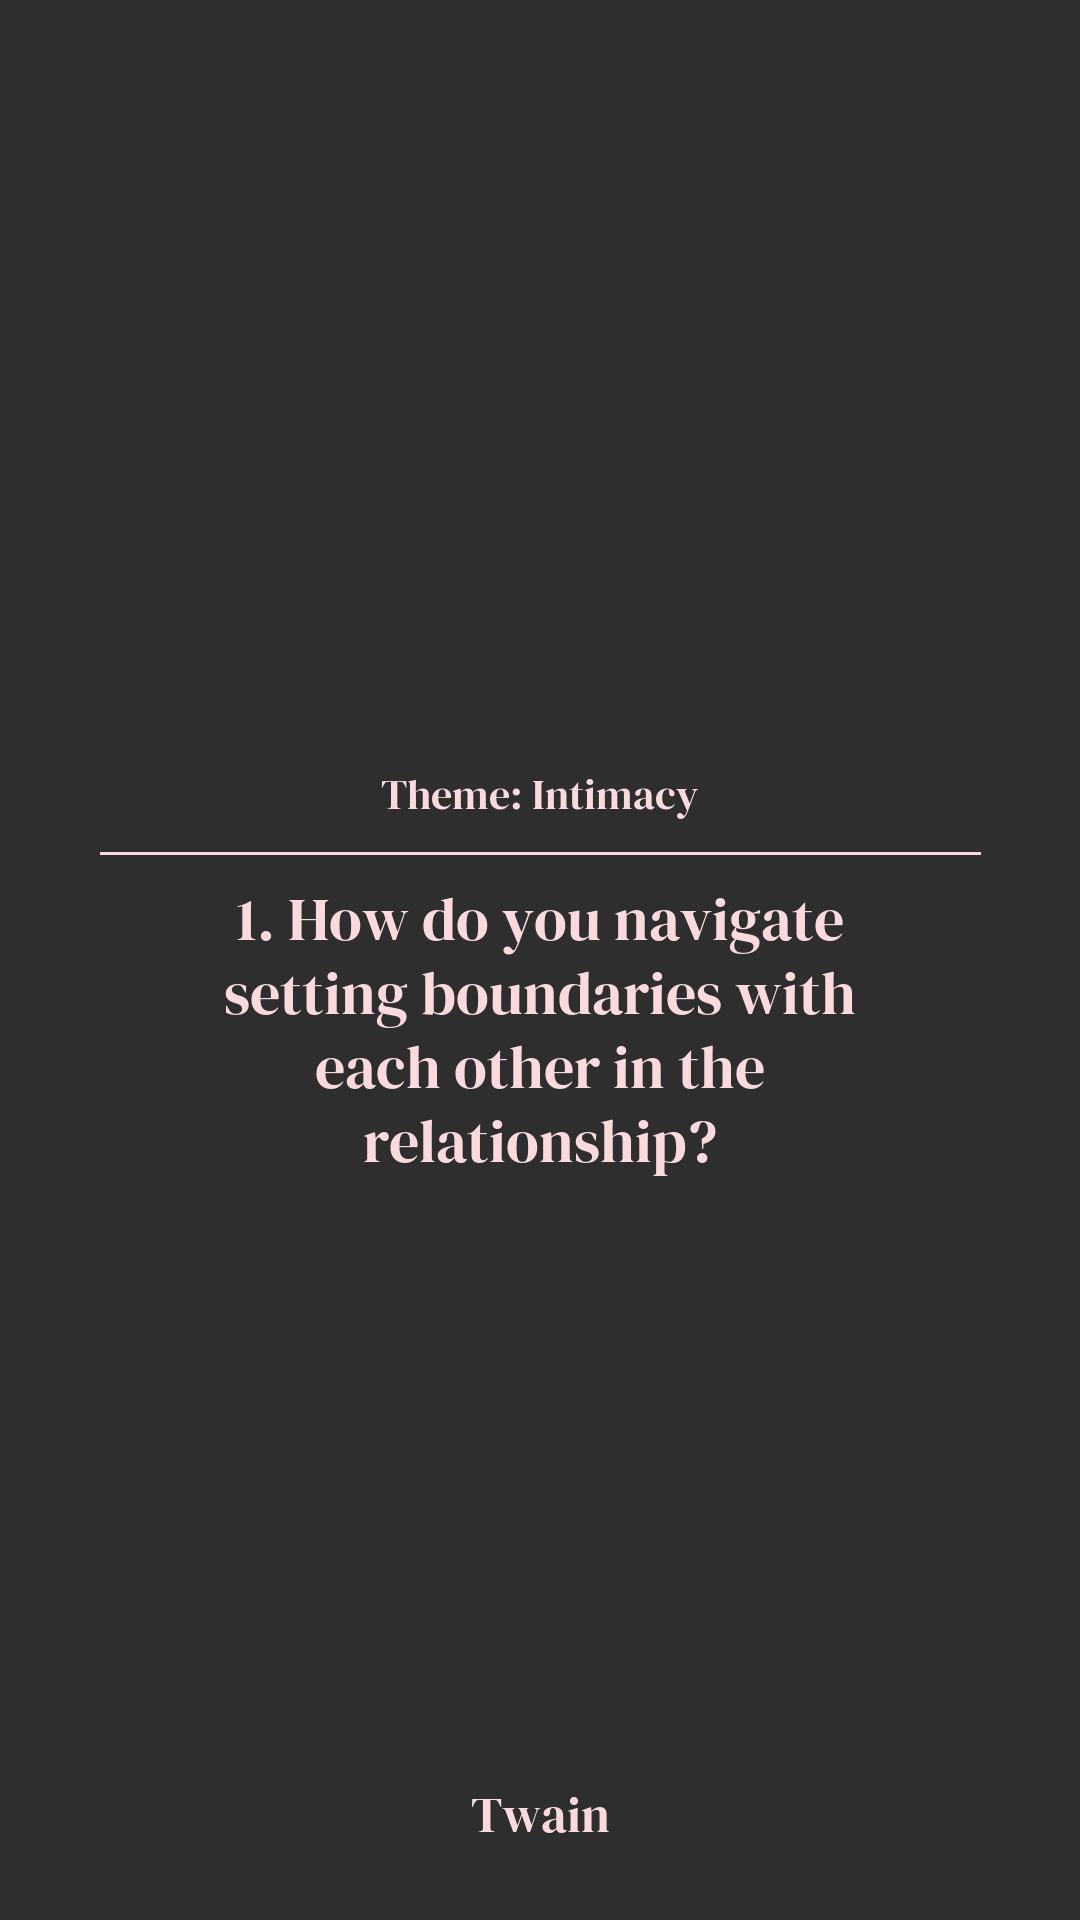 Theme: Intimacy
1. How do you navigate
setting boundaries with
each other in the
relationship?
Twain